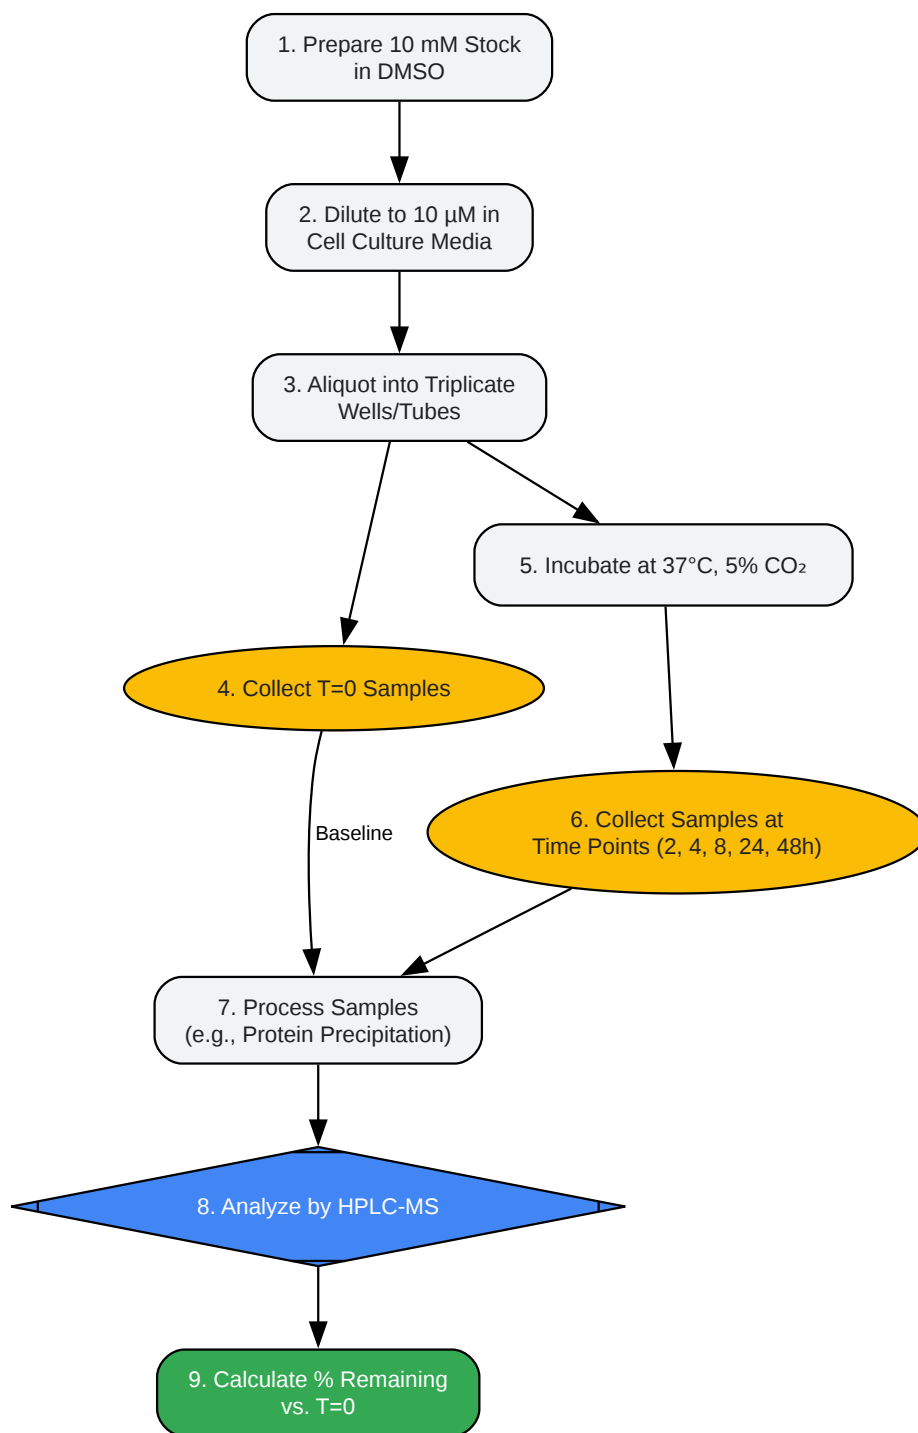 1. Prepare 10 mM Stock
in DMSO
2. Dilute to 10 µM in
Cell Culture Media
3. Aliquot into Triplicate
Wells/Tubes
5. Incubate at 37°C, 5% CO₂
4. Collect T=0 Samples
6. Collect Samples at
Time Points (2, 4, 8, 24, 48h)
Baseline
7. Process Samples
(e.g., Protein Precipitation)
8. Analyze by HPLC-MS
9. Calculate % Remaining
vs. T=0